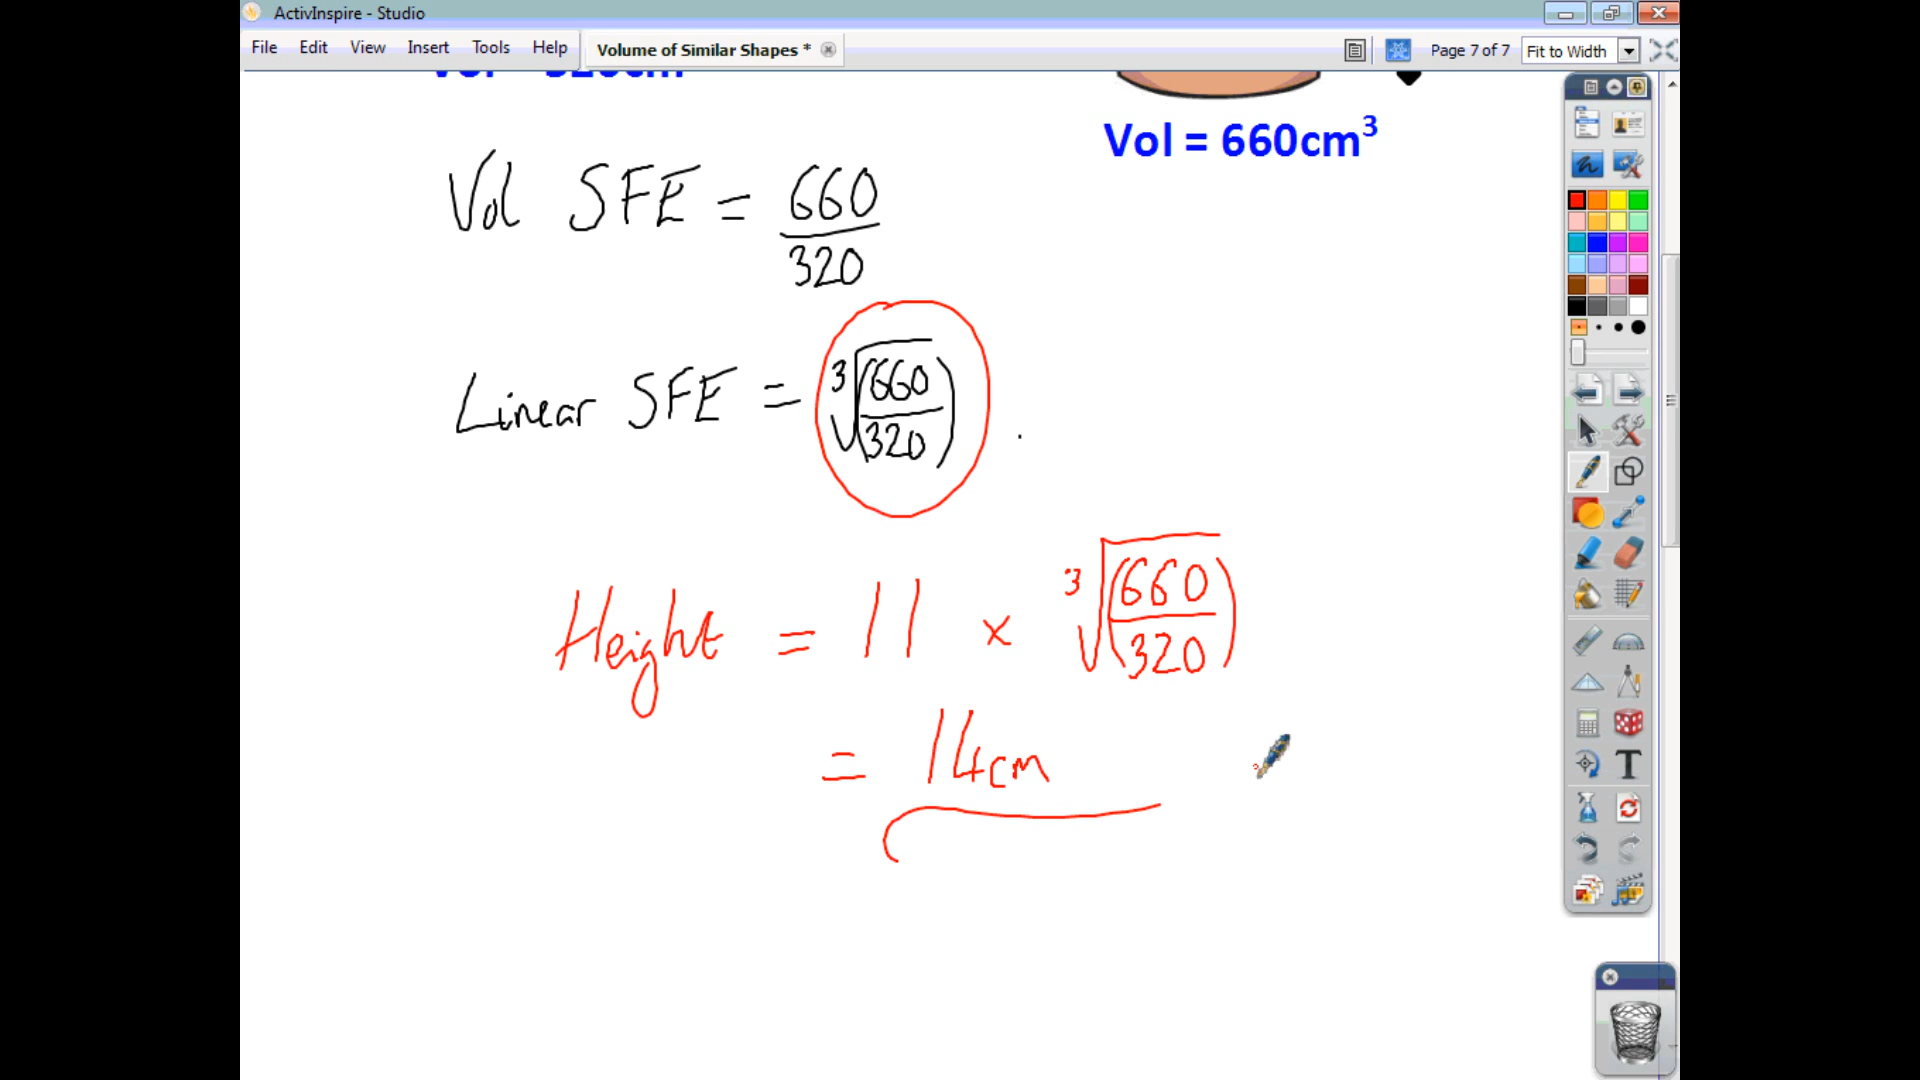 ActivInspire - Studio
File Edit View Insert Tools Help
Volume of Similar Shapes *
Page 7 of 7
Fit to Width
Vol = 660cm³
Vol SFE = 660/320
Linear SFE = ³√(660/320) .
Height = 11 × ³√(660/320)
= 14cm
T